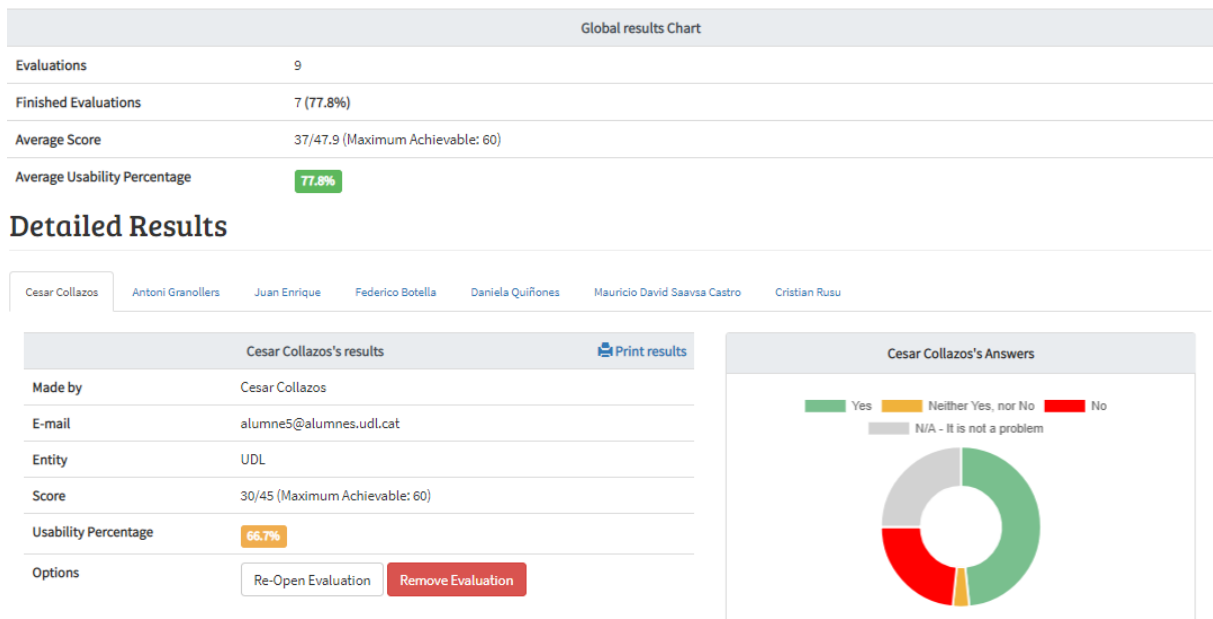 Global results Chart
Evaluations 9
Finished Evaluations 7 (77.8%)
Average Score 37/47.9 (Maximum Achievable: 60)
Average Usability Percentage 77.8%
Detailed Results
Cesar Collazos Antoni Granollers Juan Enrique Federico Botella Daniela Quiñones Mauricio David Saavsa Castro Cristian Rusu
Cesar Collazos's results Print results
Made by Cesar Collazos
E-mail alumne5@alumnes.udl.cat
Entity UDL
Score 30/45 (Maximum Achievable: 60)
Usability Percentage 66.7%
Options Re-Open Evaluation Remove Evaluation
Cesar Collazos's Answers
Yes Neither Yes, nor No No
N/A - It is not a problem